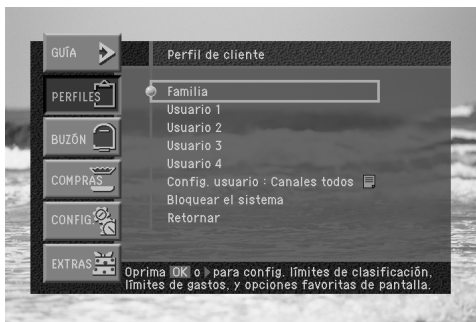 GUÍA
Perfil de cliente
PERFILES
BUZÓN
COMPRAS
CONFIG.
EXTRAS
Familia
Usuario 1
Usuario 2
Usuario 3
Usuario 4
Config. usuario : Canales todos
Bloquear el sistema
Retornar
Oprima OK o para config. límites de clasificación,
límites de gastos, y opciones favoritas de pantalla.